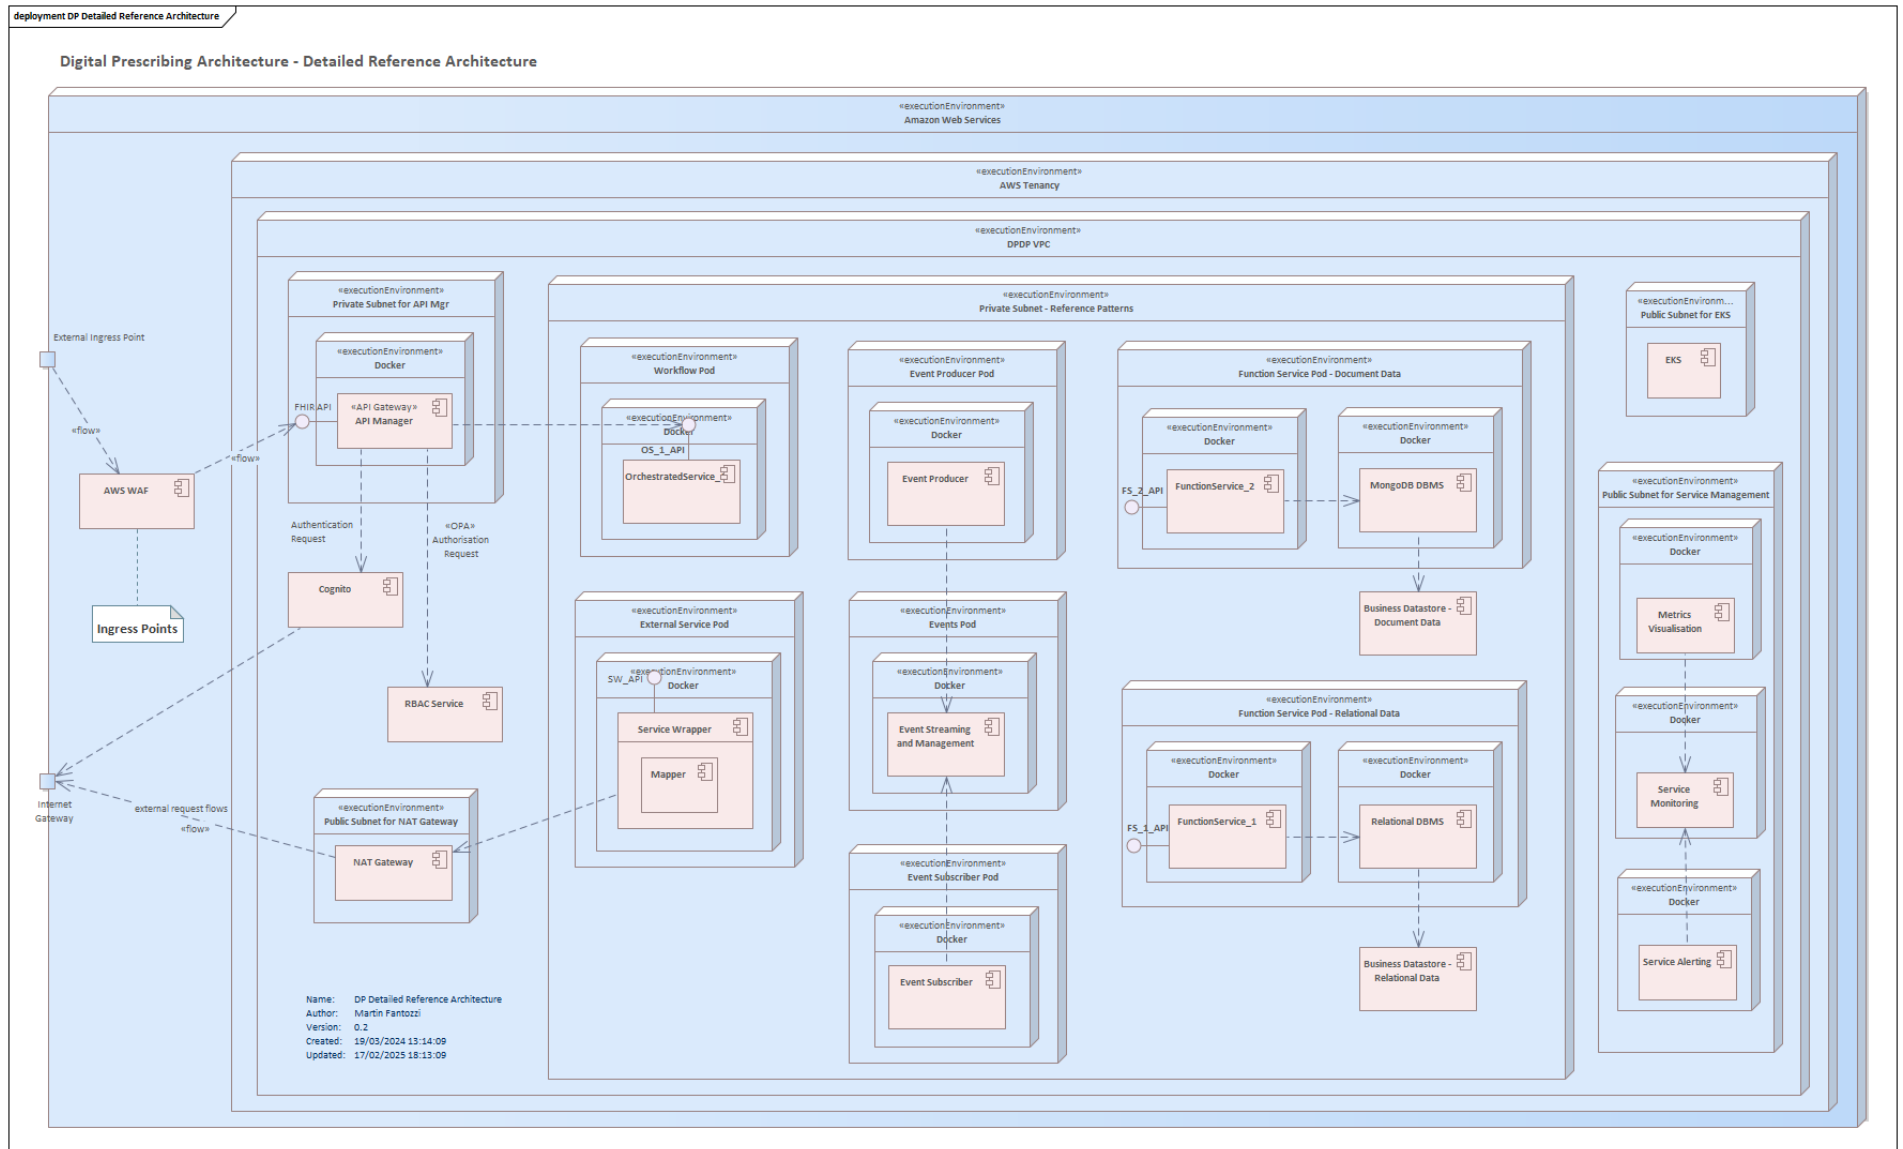 deployment DP Detailed Reference Architecture
Digital Prescribing Architecture - Detailed Reference Architecture
«executionEnvironment»
Amazon Web Services
«executionEnvironment»
AWS Tenancy
«executionEnvironment»
DPDP VPC
External Ingress Point
«flow»
AWS WAF
Ingress Points
«flow»
«executionEnvironment»
Private Subnet for API Mgr
«executionEnvironment»
Docker
FHIR API
«API Gateway»
API Manager
Authentication
Request
«OPA»
Authorisation
Request
Cognito
RBAC Service
Internet
Gateway
external request flows
«flow»
«executionEnvironment»
Public Subnet for NAT Gateway
NAT Gateway
Name: DP Detailed Reference Architecture
Author: Martin Fantozzi
Version: 0.2
Created: 19/03/2024 13:14:09
Updated: 17/02/2025 18:13:09
«executionEnvironment»
Private Subnet - Reference Patterns
«executionEnvironment»
Workflow Pod
«executionEnvironment»
Docker
OS_1_API
OrchestratedService_
«executionEnvironment»
External Service Pod
«executionEnvironment»
Docker
SW_API
Service Wrapper
Mapper
«executionEnvironment»
Event Producer Pod
«executionEnvironment»
Docker
Event Producer
«executionEnvironment»
Events Pod
«executionEnvironment»
Docker
Event Streaming
and Management
«executionEnvironment»
Event Subscriber Pod
«executionEnvironment»
Docker
Event Subscriber
«executionEnvironment»
Function Service Pod - Document Data
«executionEnvironment»
Docker
FS_2_API
FunctionService_2
«executionEnvironment»
Docker
MongoDB DBMS
Business Datastore -
Document Data
«executionEnvironment»
Function Service Pod - Relational Data
«executionEnvironment»
Docker
FS_1_API
FunctionService_1
«executionEnvironment»
Docker
Relational DBMS
Business Datastore -
Relational Data
«executionEnvironm...
Public Subnet for EKS
EKS
«executionEnvironment»
Public Subnet for Service Management
«executionEnvironment»
Docker
Metrics
Visualisation
«executionEnvironment»
Docker
Service
Monitoring
«executionEnvironment»
Docker
Service Alerting